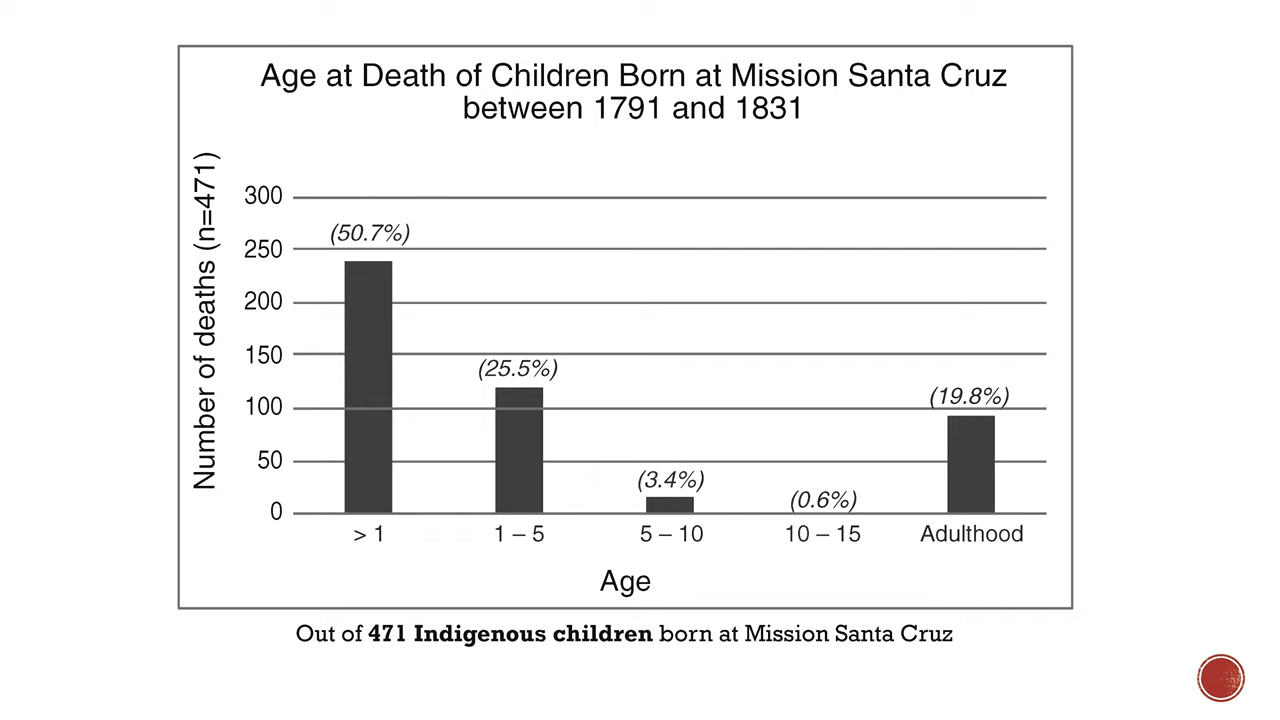 Age at Death of Children Born at Mission Santa Cruz
between 1791 and 1831
Number of deaths (n=471)
300
250
200
150
100
50
0
(50.7%)
(25.5%)
(3.4%)
(0.6%)
(19.8%)
> 1
1 – 5
5 – 10
10 – 15
Adulthood
Age
Out of 471 Indigenous children born at Mission Santa Cruz